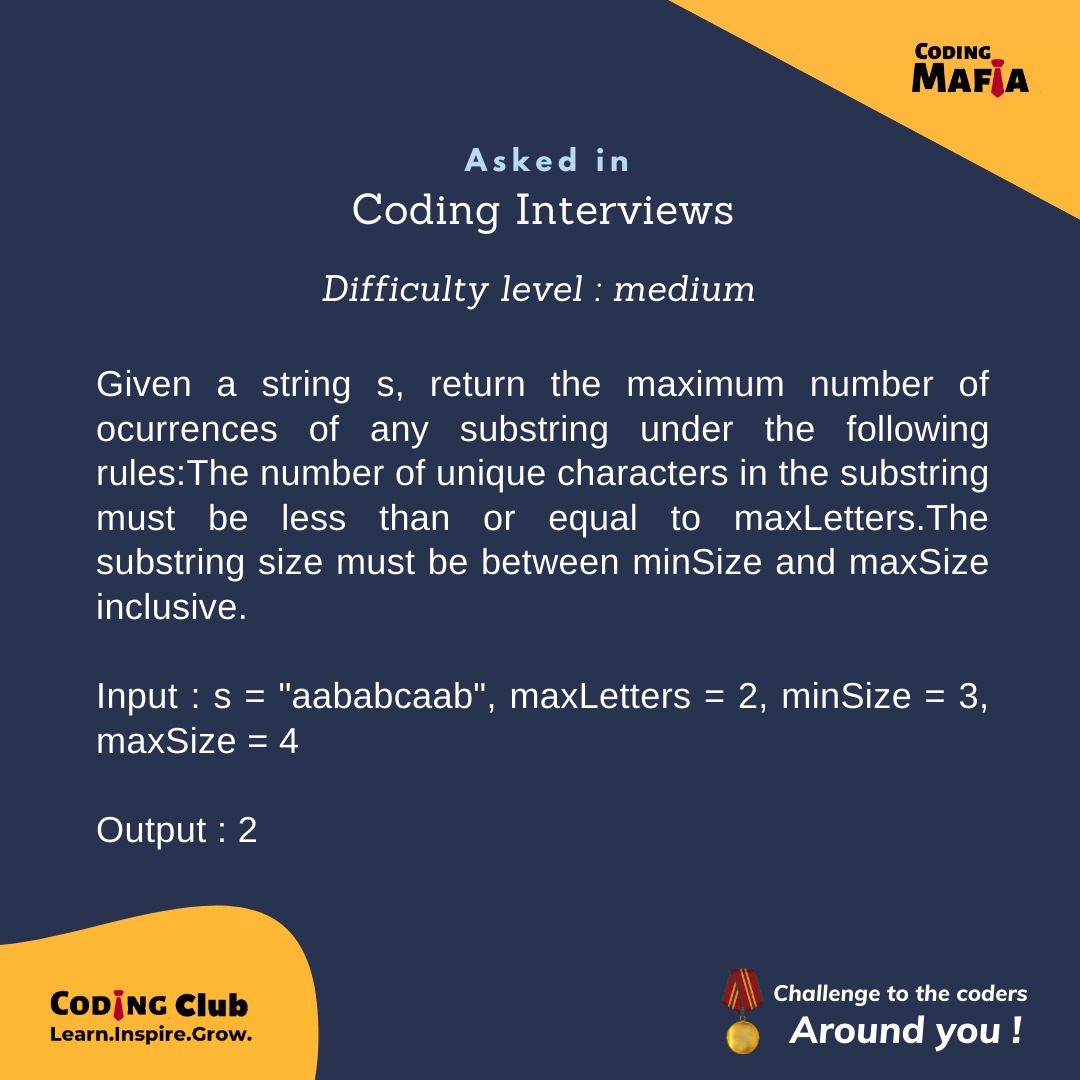 CODING
MAFIA
Asked in
Coding Interviews
Difficulty level : medium
Given a string s, return the maximum number of
ocurrences of any substring under the following
rules:The number of unique characters in the substring
must be less than or equal to maxLetters.The
substring size must be between minSize and maxSize
inclusive.
Input : s = "aababcaab", maxLetters = 2, minSize = 3,
maxSize = 4
Output : 2
CODING Club
Learn.Inspire.Grow.
Challenge to the coders
Around you !